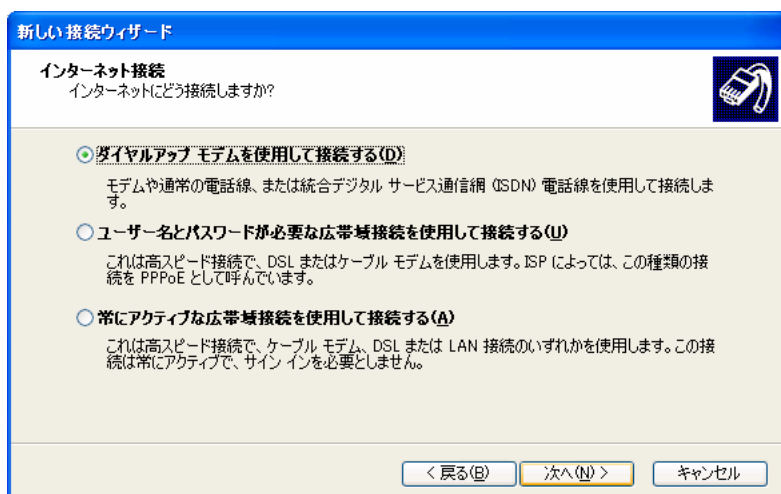 新しい接続ウィザード
インターネット接続
インターネットにどう接続しますか?
ダイヤルアップ モデムを使用して接続する(D)
モデムや通常の電話線、または統合デジタル サービス通信網 (ISDN) 電話線を使用して接続しま
す。
ユーザー名とパスワードが必要な広帯域接続を使用して接続する(U)
これは高スピード接続で、DSL またはケーブル モデムを使用します。ISP によっては、この種類の接
続を PPPoE として呼んでいます。
常にアクティブな広帯域接続を使用して接続する(A)
これは高スピード接続で、ケーブル モデム、DSL または LAN 接続のいずれかを使用します。この接
続は常にアクティブで、サイン インを必要としません。
< 戻る(B)
次へ(N) >
キャンセル